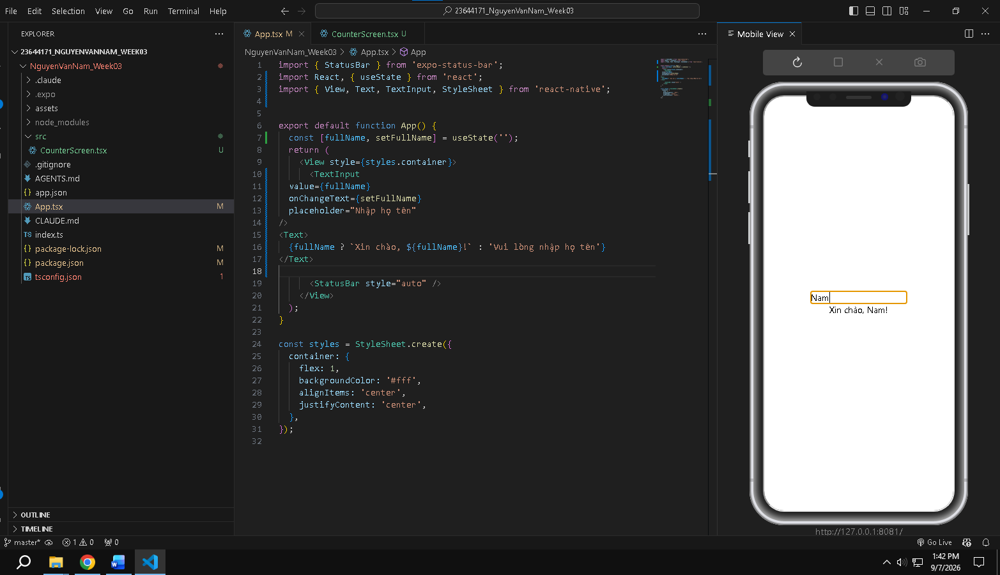 File Edit Selection View Go Run Terminal Help
23644171_NguyenVanNam_Week03
EXPLORER
23644171_NGUYENVANNAM_WEEK03
NguyenVanNam_Week03
.claude
.expo
assets
node_modules
src
CounterScreen.tsx U
.gitignore
AGENTS.md
{} app.json
App.tsx M
CLAUDE.md
TS index.ts
{} package-lock.json M
{} package.json M
TS tsconfig.json 1
OUTLINE
TIMELINE
App.tsx M
CounterScreen.tsx U
NguyenVanNam_Week03 > App.tsx > App
1 import { StatusBar } from 'expo-status-bar';
2 import React, { useState } from 'react';
3 import { View, Text, TextInput, StyleSheet } from 'react-native';
4
5
6 export default function App() {
7 const [fullName, setFullName] = useState('');
8 return (
9 <View style={styles.container}>
10 <TextInput
11 value={fullName}
12 onChangeText={setFullName}
13 placeholder="Nhập họ tên"
14 />
15 <Text>
16 {fullName ? `Xin chào, ${fullName}!` : 'Vui lòng nhập họ tên'}
17 </Text>
18
19 <StatusBar style="auto" />
20 </View>
21 );
22 }
23
24 const styles = StyleSheet.create({
25 container: {
26 flex: 1,
27 backgroundColor: '#fff',
28 alignItems: 'center',
29 justifyContent: 'center',
30 },
31 });
32
Mobile View
Nam
Xin chào, Nam!
http://127.0.0.1:8081/
master* 1 0 0
Go Live
1:42 PM
9/7/2026